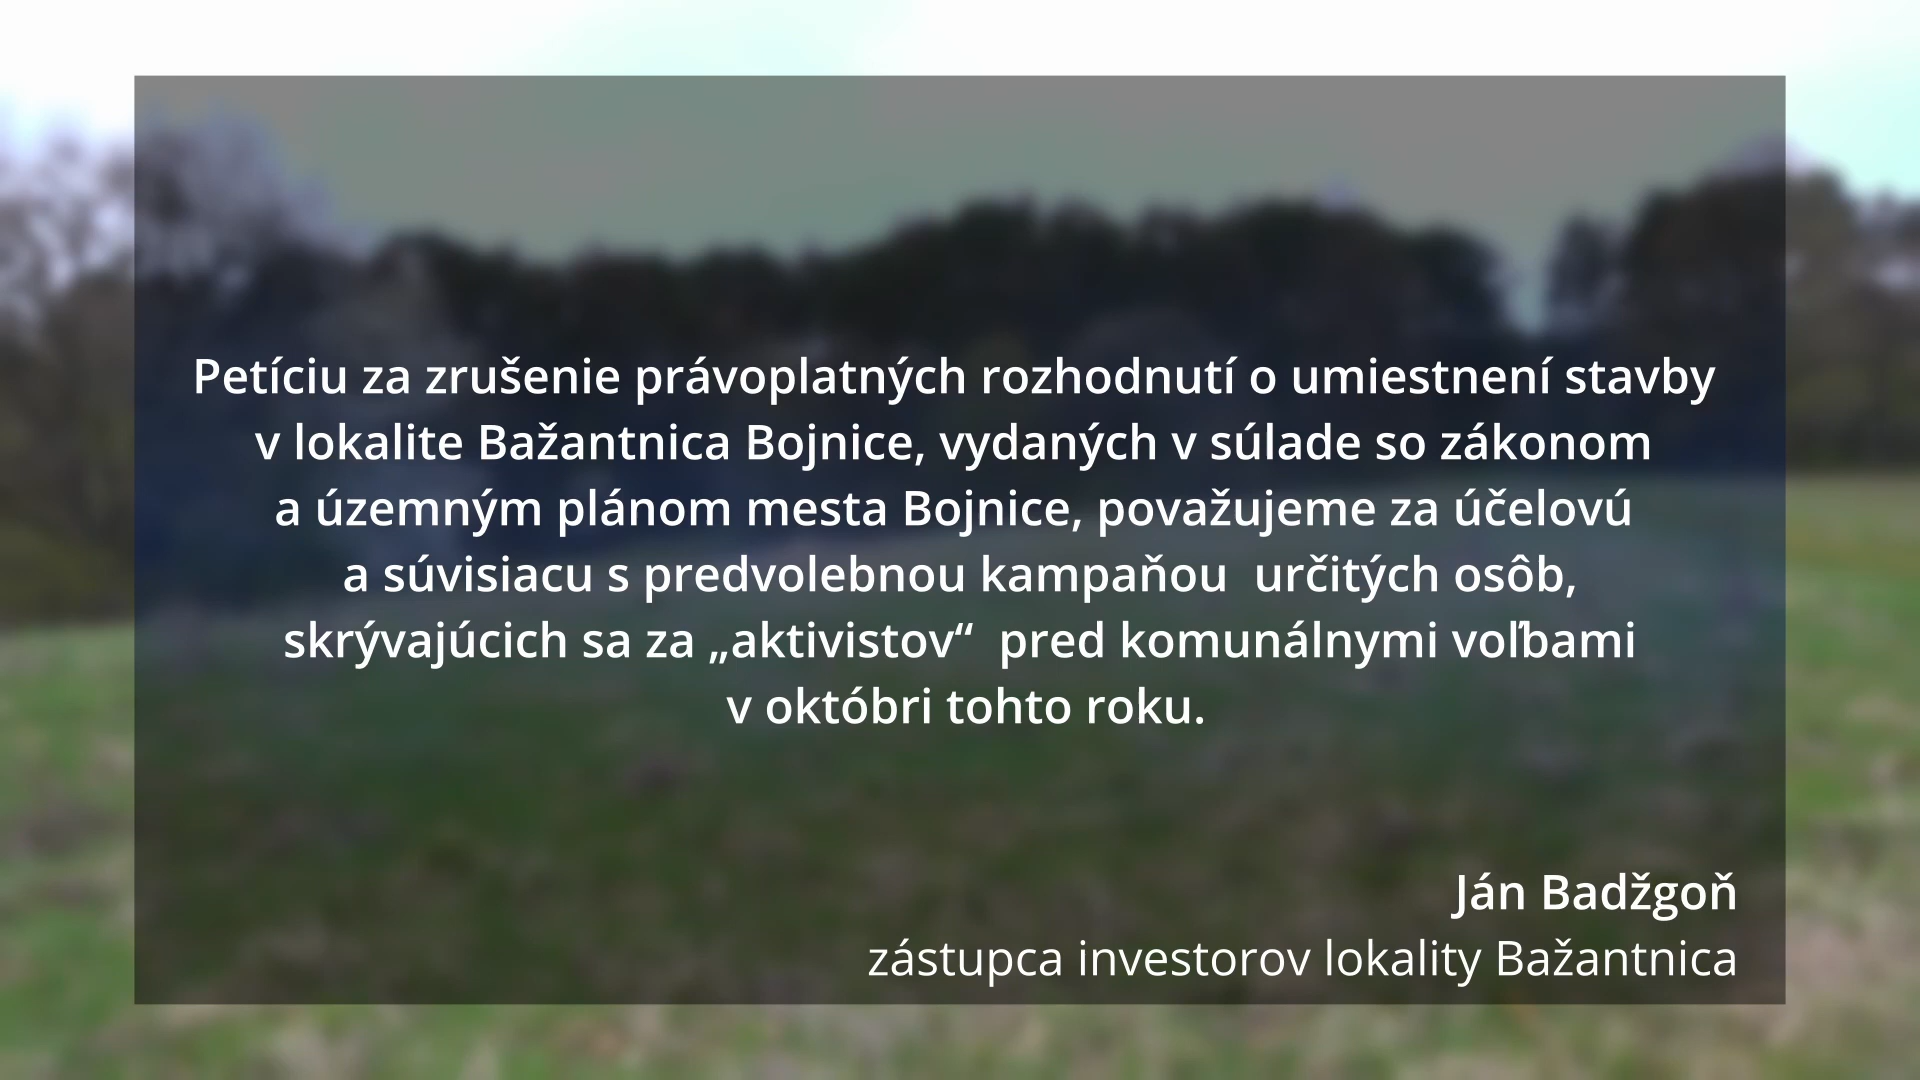 Petíciu za zrušenie právoplatných rozhodnutí o umiestnení stavby
v lokalite Bažantnica Bojnice, vydaných v súlade so zákonom
a územným plánom mesta Bojnice, považujeme za účelovú
a súvisiacu s predvolebnou kampaňou  určitých osôb,
skrývajúcich sa za „aktivistov“  pred komunálnymi voľbami
v októbri tohto roku.
Ján Badžgoň
zástupca investorov lokality Bažantnica